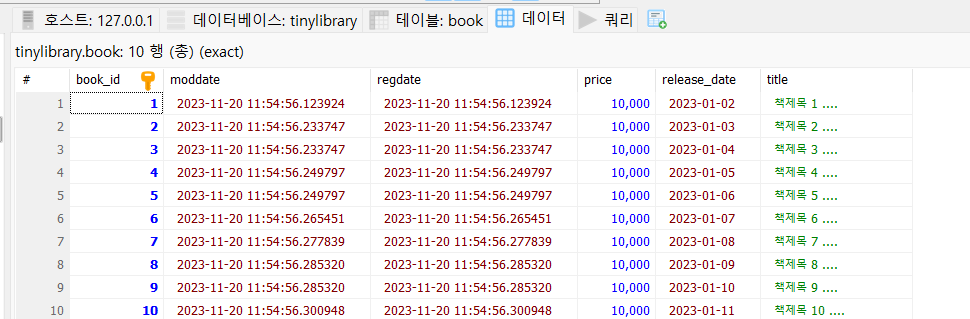 호스트: 127.0.0.1 데이터베이스: tinylibrary 테이블: book 데이터 쿼리
tinylibrary.book: 10 행 (총) (exact)
# book_id moddate regdate price release_date title
1 1 2023-11-20 11:54:56.123924 2023-11-20 11:54:56.123924 10,000 2023-01-02 책제목 1 ....
2 2 2023-11-20 11:54:56.233747 2023-11-20 11:54:56.233747 10,000 2023-01-03 책제목 2 ....
3 3 2023-11-20 11:54:56.233747 2023-11-20 11:54:56.233747 10,000 2023-01-04 책제목 3 ....
4 4 2023-11-20 11:54:56.249797 2023-11-20 11:54:56.249797 10,000 2023-01-05 책제목 4 ....
5 5 2023-11-20 11:54:56.249797 2023-11-20 11:54:56.249797 10,000 2023-01-06 책제목 5 ....
6 6 2023-11-20 11:54:56.265451 2023-11-20 11:54:56.265451 10,000 2023-01-07 책제목 6 ....
7 7 2023-11-20 11:54:56.277839 2023-11-20 11:54:56.277839 10,000 2023-01-08 책제목 7 ....
8 8 2023-11-20 11:54:56.285320 2023-11-20 11:54:56.285320 10,000 2023-01-09 책제목 8 ....
9 9 2023-11-20 11:54:56.285320 2023-11-20 11:54:56.285320 10,000 2023-01-10 책제목 9 ....
10 10 2023-11-20 11:54:56.300948 2023-11-20 11:54:56.300948 10,000 2023-01-11 책제목 10 ....